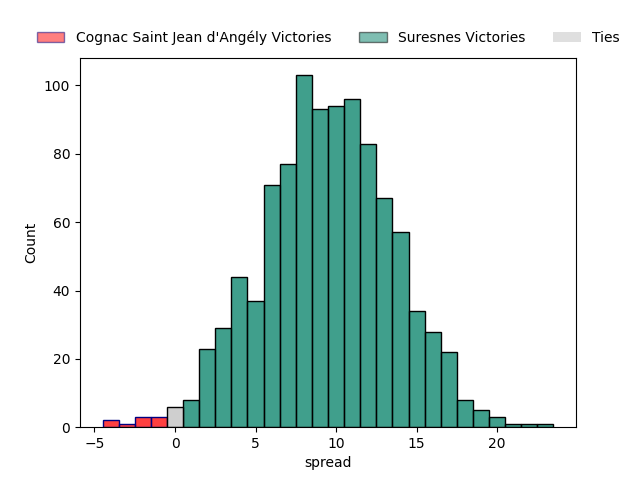 Cognac Saint Jean d'Angély Victories Suresnes Victories Ties
100
80
60
40
20
0
Count
−5 0 5 10 15 20
spread